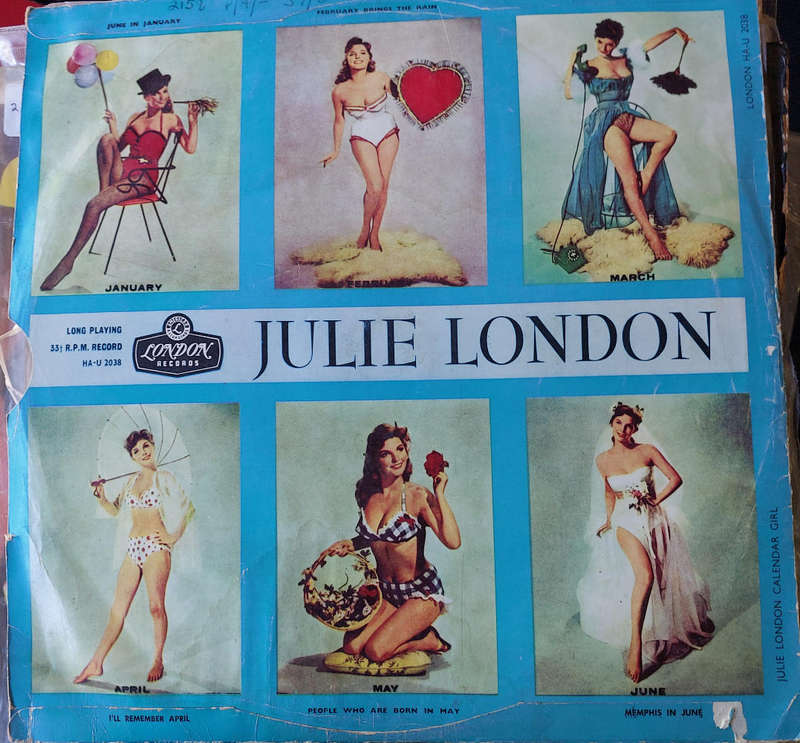 JUNE IN JANUARY
FEBRUARY BRINGS THE RAIN
LONDON HA-U 2038
JANUARY
FEBRUARY
MARCH
LONG PLAYING
33⅓ R.P.M. RECORD
HA-U 2038
LONDON
RECORDS
JULIE LONDON
APRIL
MAY
JUNE
I'LL REMEMBER APRIL
PEOPLE WHO ARE BORN IN MAY
MEMPHIS IN JUNE
JULIE LONDON CALENDAR GIRL